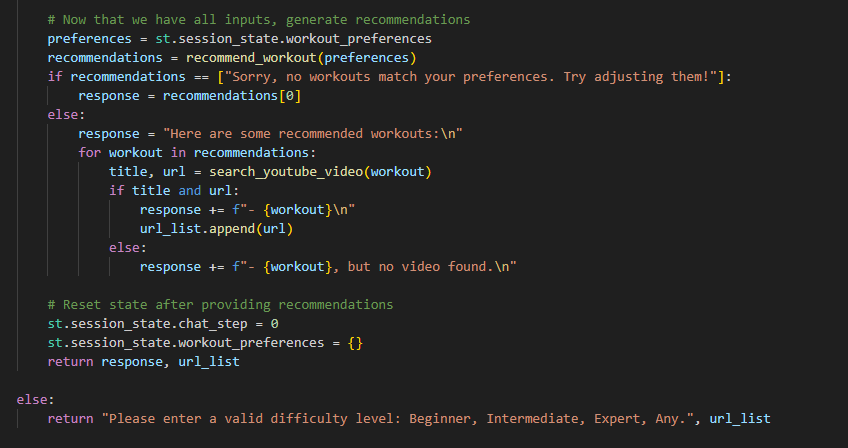 # Now that we have all inputs, generate recommendations
preferences = st.session_state.workout_preferences
recommendations = recommend_workout(preferences)
if recommendations == ["Sorry, no workouts match your preferences. Try adjusting them!"]:
response = recommendations[0]
else:
response = "Here are some recommended workouts:\n"
for workout in recommendations:
title, url = search_youtube_video(workout)
if title and url:
response += f"- {workout}\n"
url_list.append(url)
else:
response += f"- {workout}, but no video found.\n"
# Reset state after providing recommendations
st.session_state.chat_step = 0
st.session_state.workout_preferences = {}
return response, url_list
else:
return "Please enter a valid difficulty level: Beginner, Intermediate, Expert, Any.", url_list